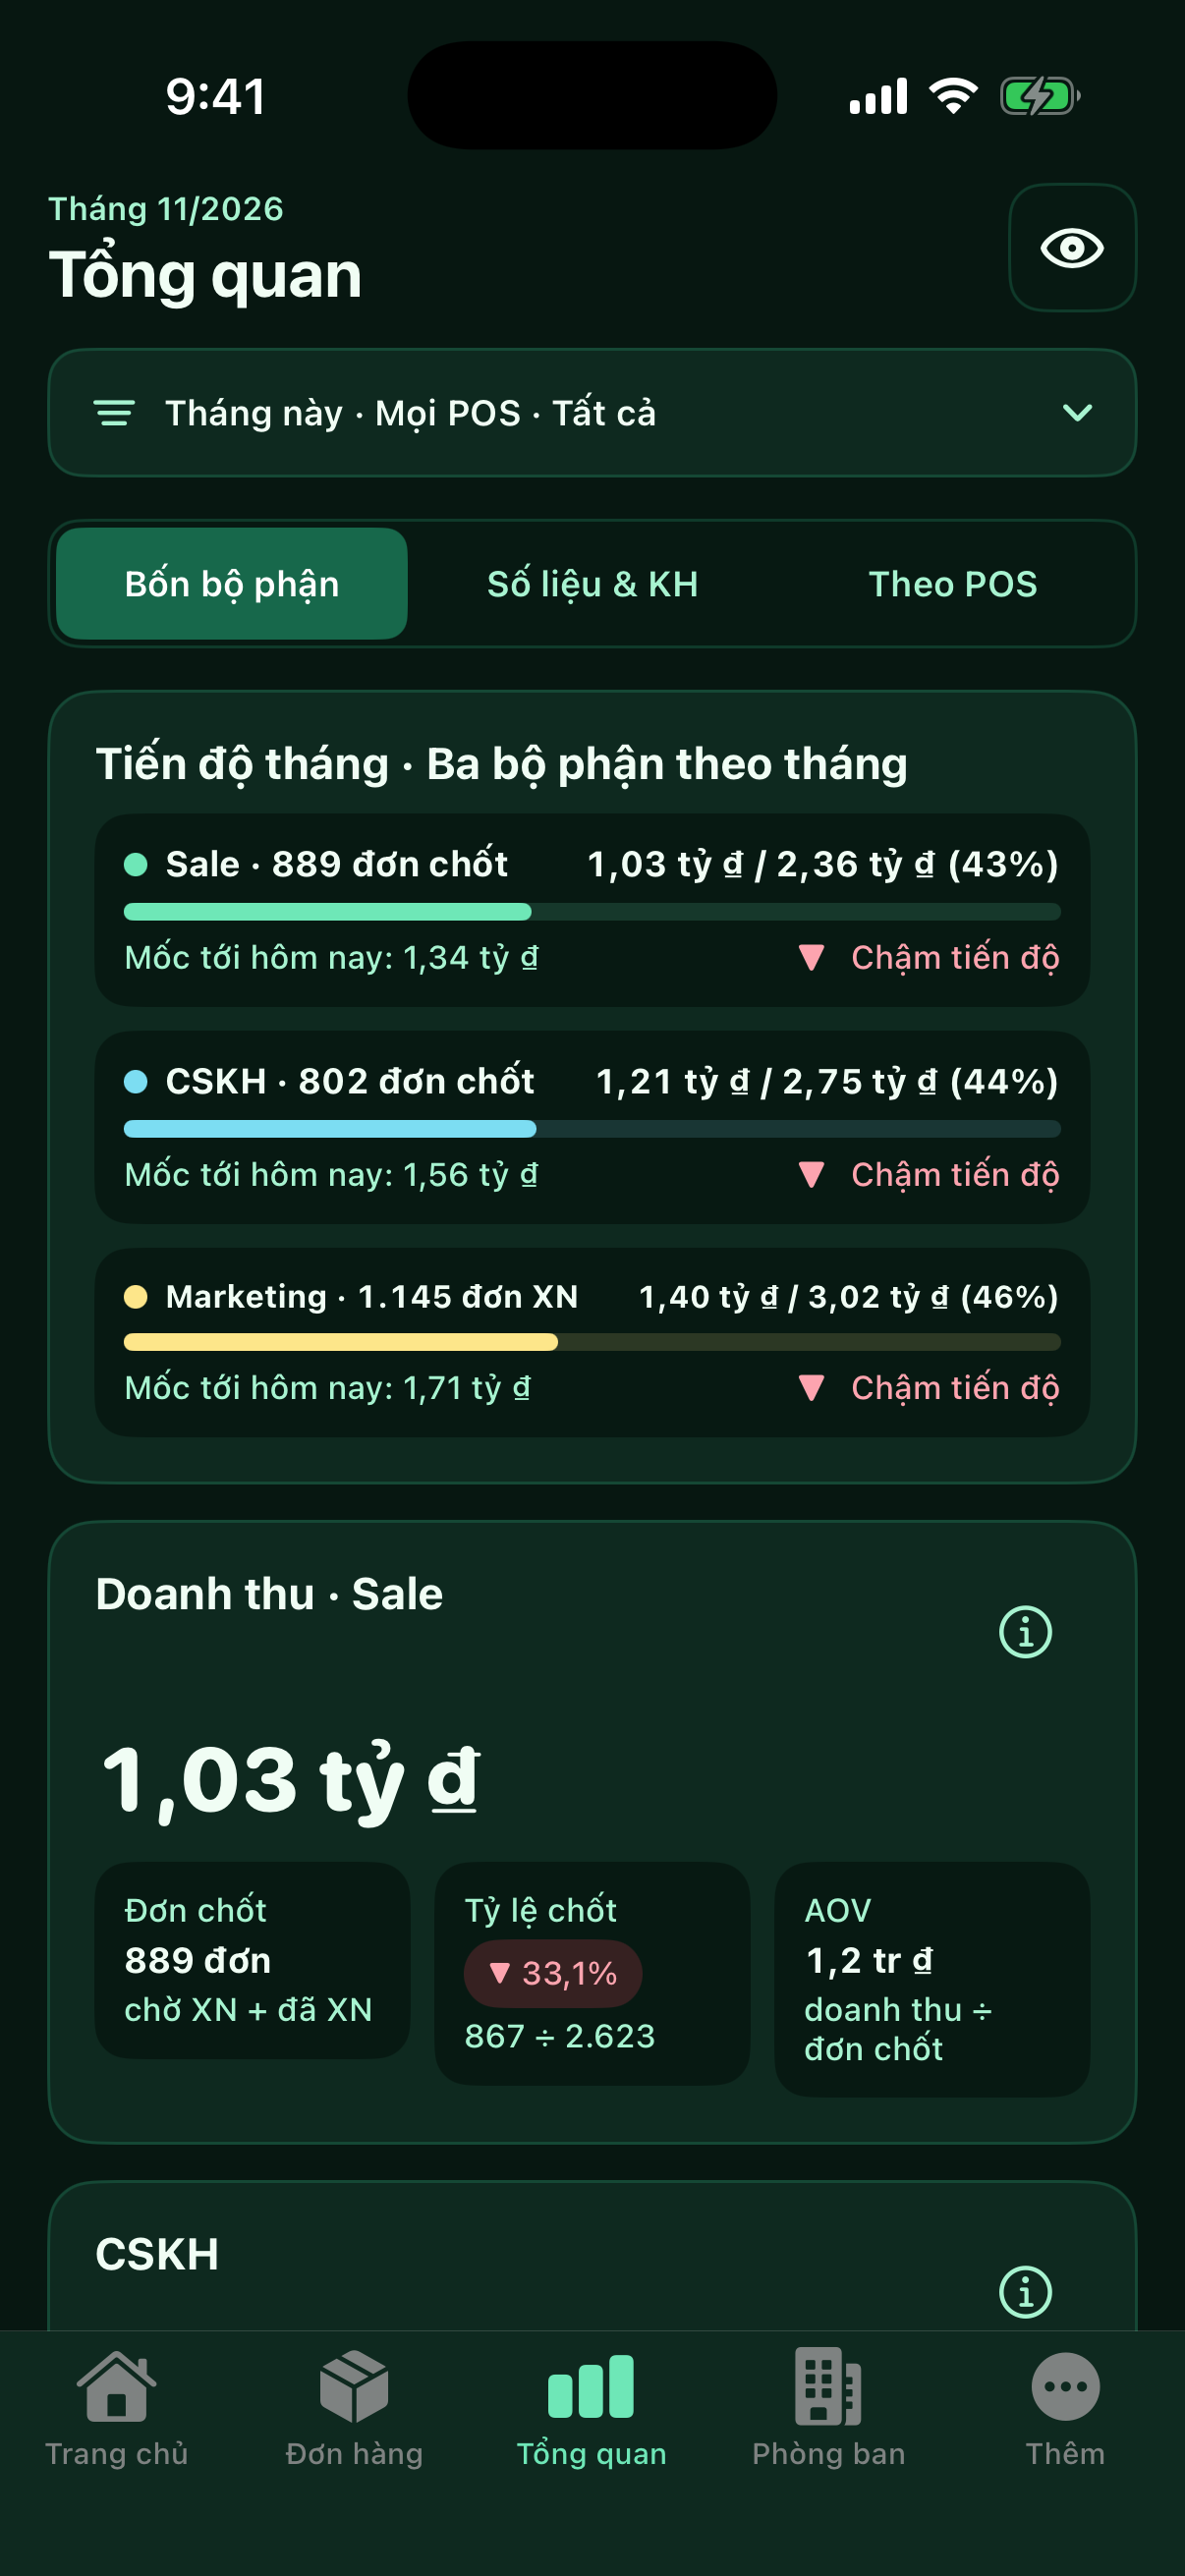 9:41
Tháng 11/2026
Tổng quan
Tháng này · Mọi POS · Tất cả
Bốn bộ phận
Số liệu & KH
Theo POS
Tiến độ tháng · Ba bộ phận theo tháng
Sale · 889 đơn chốt 1,03 tỷ ₫ / 2,36 tỷ ₫ (43%)
Mốc tới hôm nay: 1,34 tỷ ₫ ▼ Chậm tiến độ
CSKH · 802 đơn chốt 1,21 tỷ ₫ / 2,75 tỷ ₫ (44%)
Mốc tới hôm nay: 1,56 tỷ ₫ ▼ Chậm tiến độ
Marketing · 1.145 đơn XN 1,40 tỷ ₫ / 3,02 tỷ ₫ (46%)
Mốc tới hôm nay: 1,71 tỷ ₫ ▼ Chậm tiến độ
Doanh thu · Sale
1,03 tỷ ₫
Đơn chốt
889 đơn
chờ XN + đã XN
Tỷ lệ chốt
▼ 33,1%
867 ÷ 2.623
AOV
1,2 tr ₫
doanh thu ÷
đơn chốt
CSKH
Trang chủ
Đơn hàng
Tổng quan
Phòng ban
Thêm